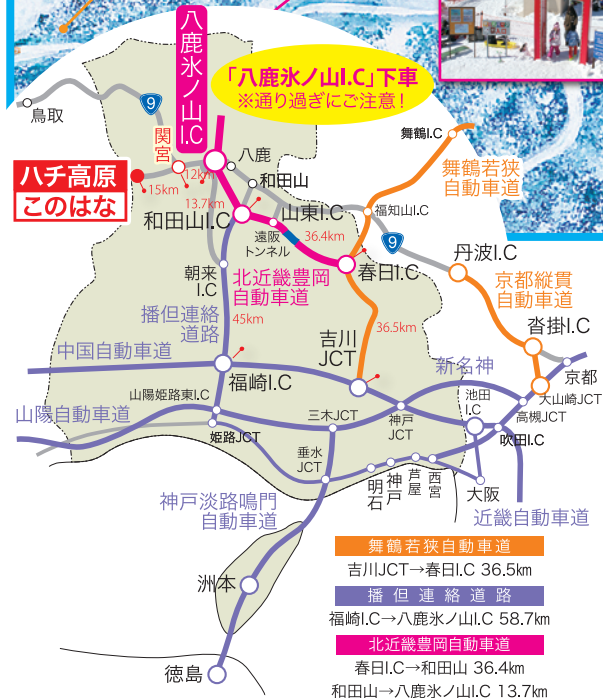 八鹿氷ノ山I.C
「八鹿氷ノ山I.C」下車
※通り過ぎにご注意!
9
鳥取
関宮
12km
八鹿
和田山
舞鶴I.C
舞鶴若狭
自動車道
ハチ高原
このはな
15km
13.7km
和田山I.C
山東I.C
福知山I.C
9
遠阪
トンネル
36.4km
丹波I.C
朝来
I.C
北近畿豊岡
自動車道
春日I.C
京都縦貫
自動車道
播但連絡
道路
45km
吉川
JCT
36.5km
沓掛I.C
中国自動車道
福崎I.C
新名神
京都
山陽姫路東I.C
池田
I.C
大山崎JCT
山陽自動車道
三木JCT
神戸
JCT
高槻JCT
姫路JCT
吹田I.C
垂水
JCT
明石
神戸
芦屋
西宮
大阪
神戸淡路鳴門
自動車道
近畿自動車道
洲本
徳島
舞鶴若狭自動車道
吉川JCT→春日I.C 36.5km
播但連絡道路
福崎I.C→八鹿氷ノ山I.C 58.7km
北近畿豊岡自動車道
春日I.C→和田山 36.4km
和田山→八鹿氷ノ山I.C 13.7km